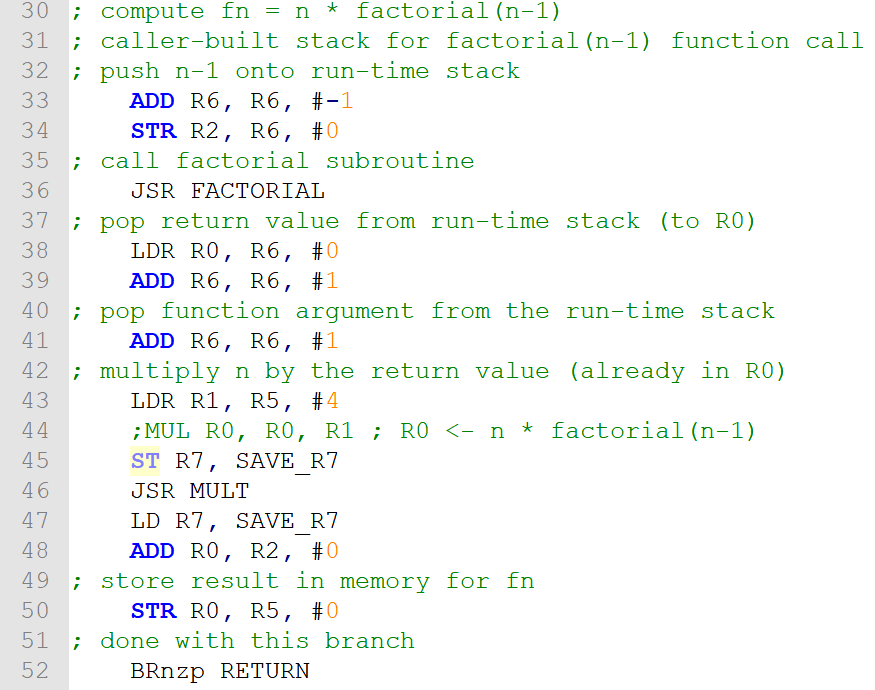 30 ; compute fn = n * factorial(n-1)
31 ; caller-built stack for factorial(n-1) function call
32 ; push n-1 onto run-time stack
33 ADD R6, R6, #-1
34 STR R2, R6, #0
35 ; call factorial subroutine
36 JSR FACTORIAL
37 ; pop return value from run-time stack (to R0)
38 LDR R0, R6, #0
39 ADD R6, R6, #1
40 ; pop function argument from the run-time stack
41 ADD R6, R6, #1
42 ; multiply n by the return value (already in R0)
43 LDR R1, R5, #4
44 ;MUL R0, R0, R1 ; R0 <- n * factorial(n-1)
45 ST R7, SAVE_R7
46 JSR MULT
47 LD R7, SAVE_R7
48 ADD R0, R2, #0
49 ; store result in memory for fn
50 STR R0, R5, #0
51 ; done with this branch
52 BRnzp RETURN